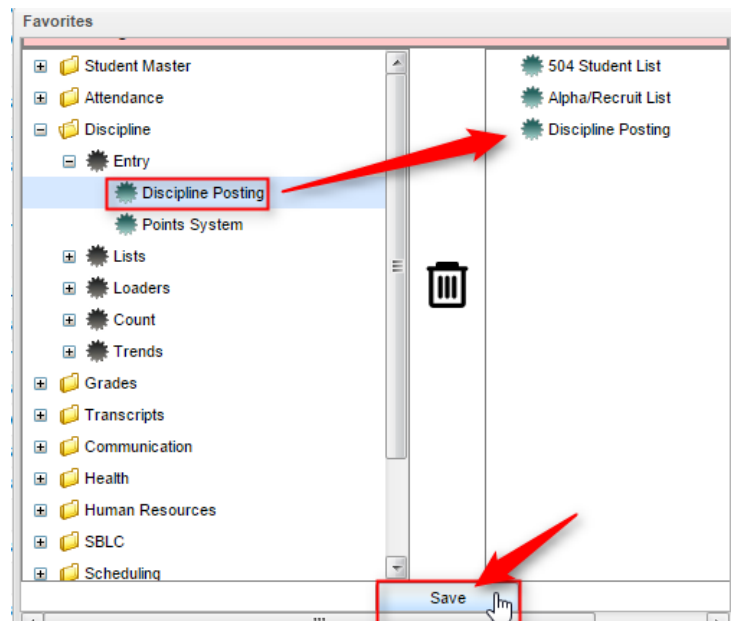 Favorites
Student Master
Attendance
Discipline
Entry
Discipline Posting
Points System
Lists
Loaders
Count
Trends
Grades
Transcripts
Communication
Health
Human Resources
SBLC
Scheduling
504 Student List
Alpha/Recruit List
Discipline Posting
Save